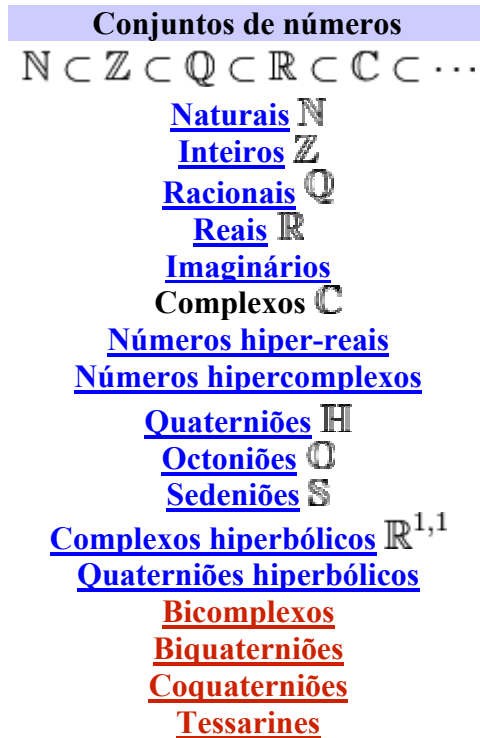 Conjuntos de números
ℕ ⊂ ℤ ⊂ ℚ ⊂ ℝ ⊂ ℂ ⊂ ⋯
Naturais ℕ
Inteiros ℤ
Racionais ℚ
Reais ℝ
Imaginários
Complexos ℂ
Números hiper-reais
Números hipercomplexos
Quaterniões ℍ
Octoniões 𝕆
Sedeniões 𝕊
Complexos hiperbólicos ℝ¹,¹
Quaterniões hiperbólicos
Bicomplexos
Biquaterniões
Coquaterniões
Tessarines